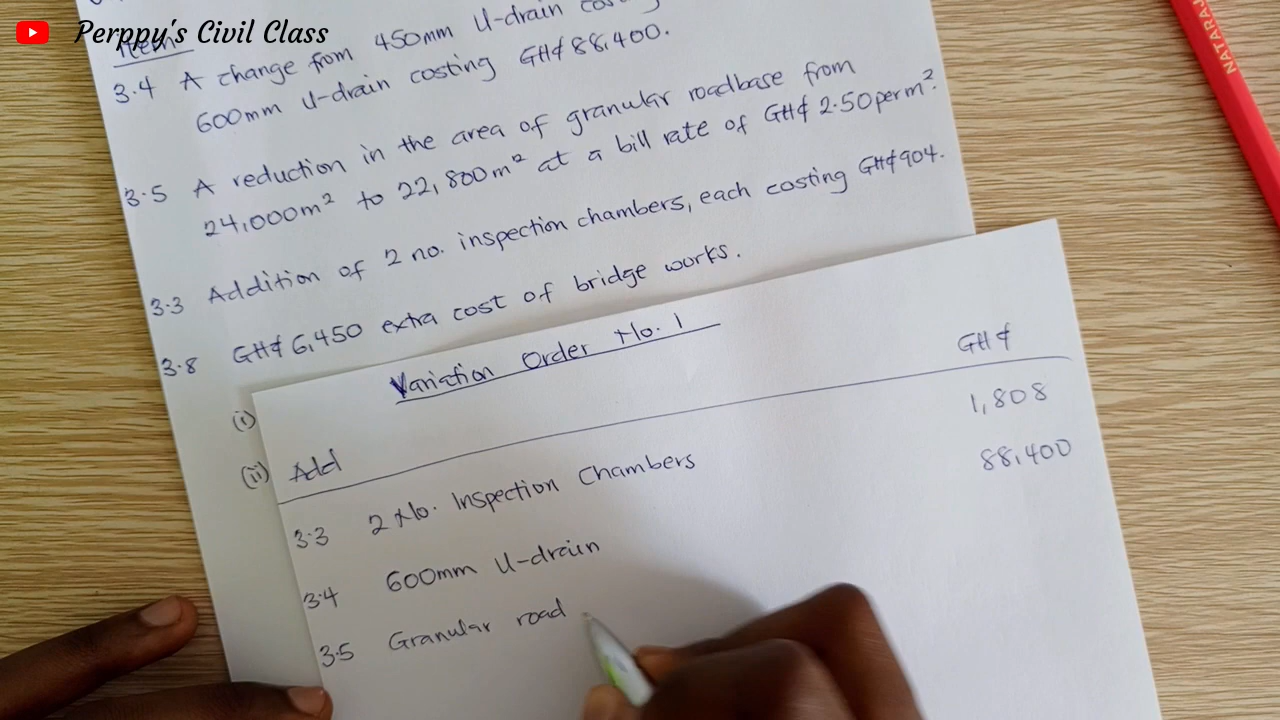 Perppy's Civil Class
Item
3.4 A change from 450mm U-drain costing
600mm U-drain costing GH¢ 88,400.
3.5 A reduction in the area of granular roadbase from
24,000m² to 22,800m² at a bill rate of GH¢ 2.50 per m².
3.3 Addition of 2 no. inspection chambers, each costing GH¢904.
3.8 GH¢ 6,450 extra cost of bridge works.
(i)
(ii)
Variation Order No. 1
GH¢
Add
3.3 2 No. Inspection Chambers 1,808
3.4 600mm U-drain 88,400
3.5 Granular road
NATARAJ